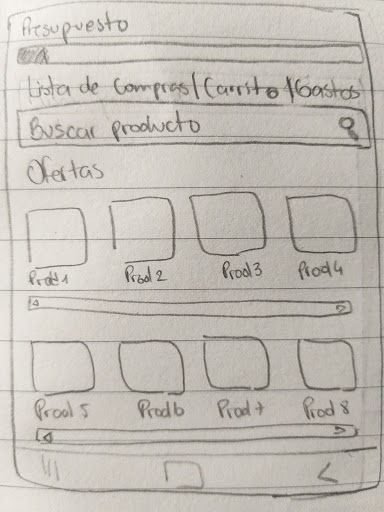 Presupuesto
Lista de Compras/Carrito/Gastos
Buscar producto
Ofertas
Prod 1 Prod 2 Prod 3 Prod 4
Prod 5 Prod 6 Prod 7 Prod 8